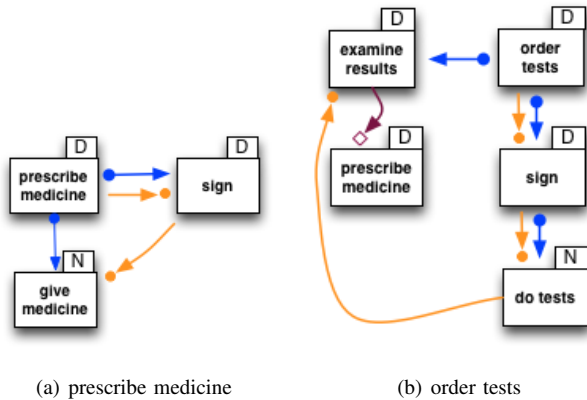 D
prescribe
medicine
D
sign
N
give
medicine
(a) prescribe medicine
D
examine
results
D
order
tests
D
prescribe
medicine
D
sign
N
do tests
(b) order tests